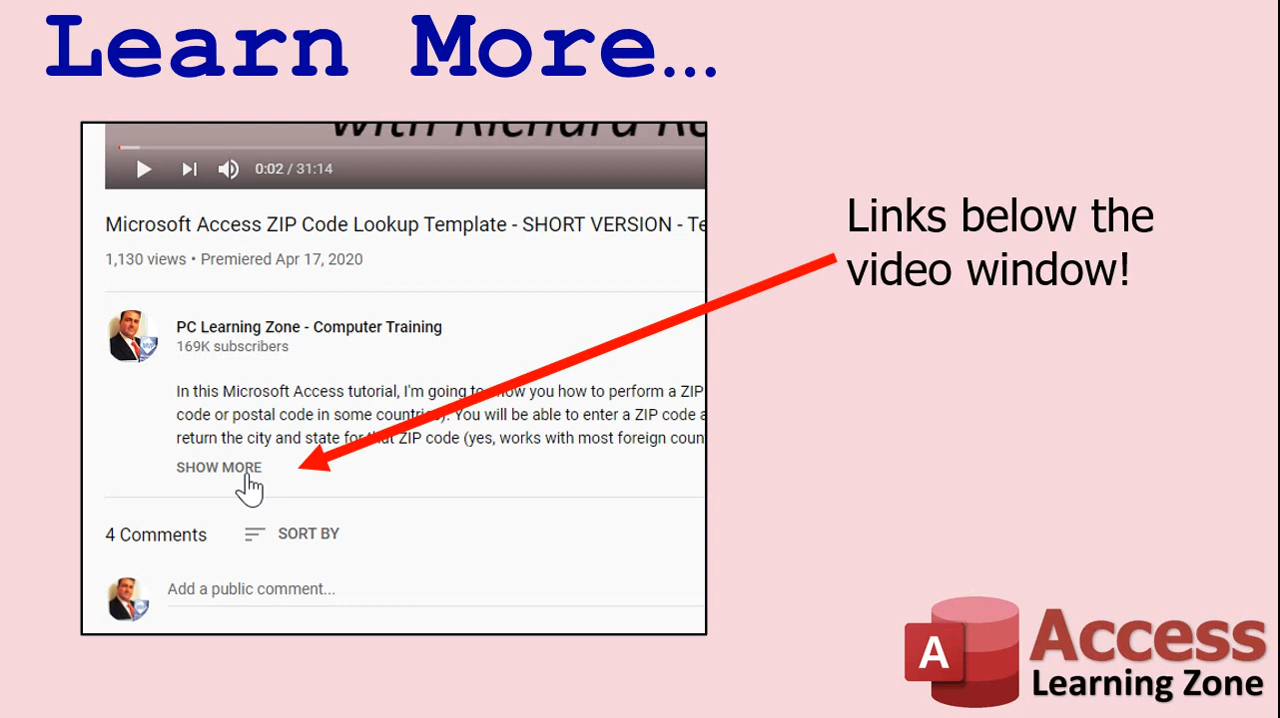 Learn More...
with Richard
0:02 / 31:14
Microsoft Access ZIP Code Lookup Template - SHORT VERSION - Te
1,130 views • Premiered Apr 17, 2020
PC Learning Zone - Computer Training
169K subscribers
In this Microsoft Access tutorial, I'm going to show you how to perform a ZIP
code or postal code in some countries). You will be able to enter a ZIP code a
return the city and state for that ZIP code (yes, works with most foreign coun
SHOW MORE
4 Comments
SORT BY
Add a public comment...
Links below the
video window!
A
Access
Learning Zone